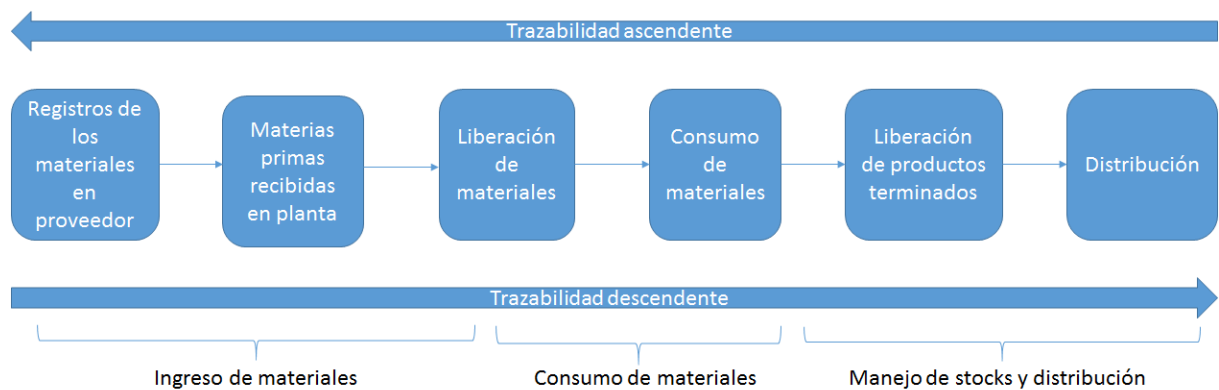 Trazabilidad ascendente
Registros de
los
materiales
en
proveedor
Materias
primas
recibidas
en planta
Liberación
de
materiales
Consumo
de
materiales
Liberación
de productos
terminados
Distribución
Trazabilidad descendente
Ingreso de materiales
Consumo de materiales
Manejo de stocks y distribución